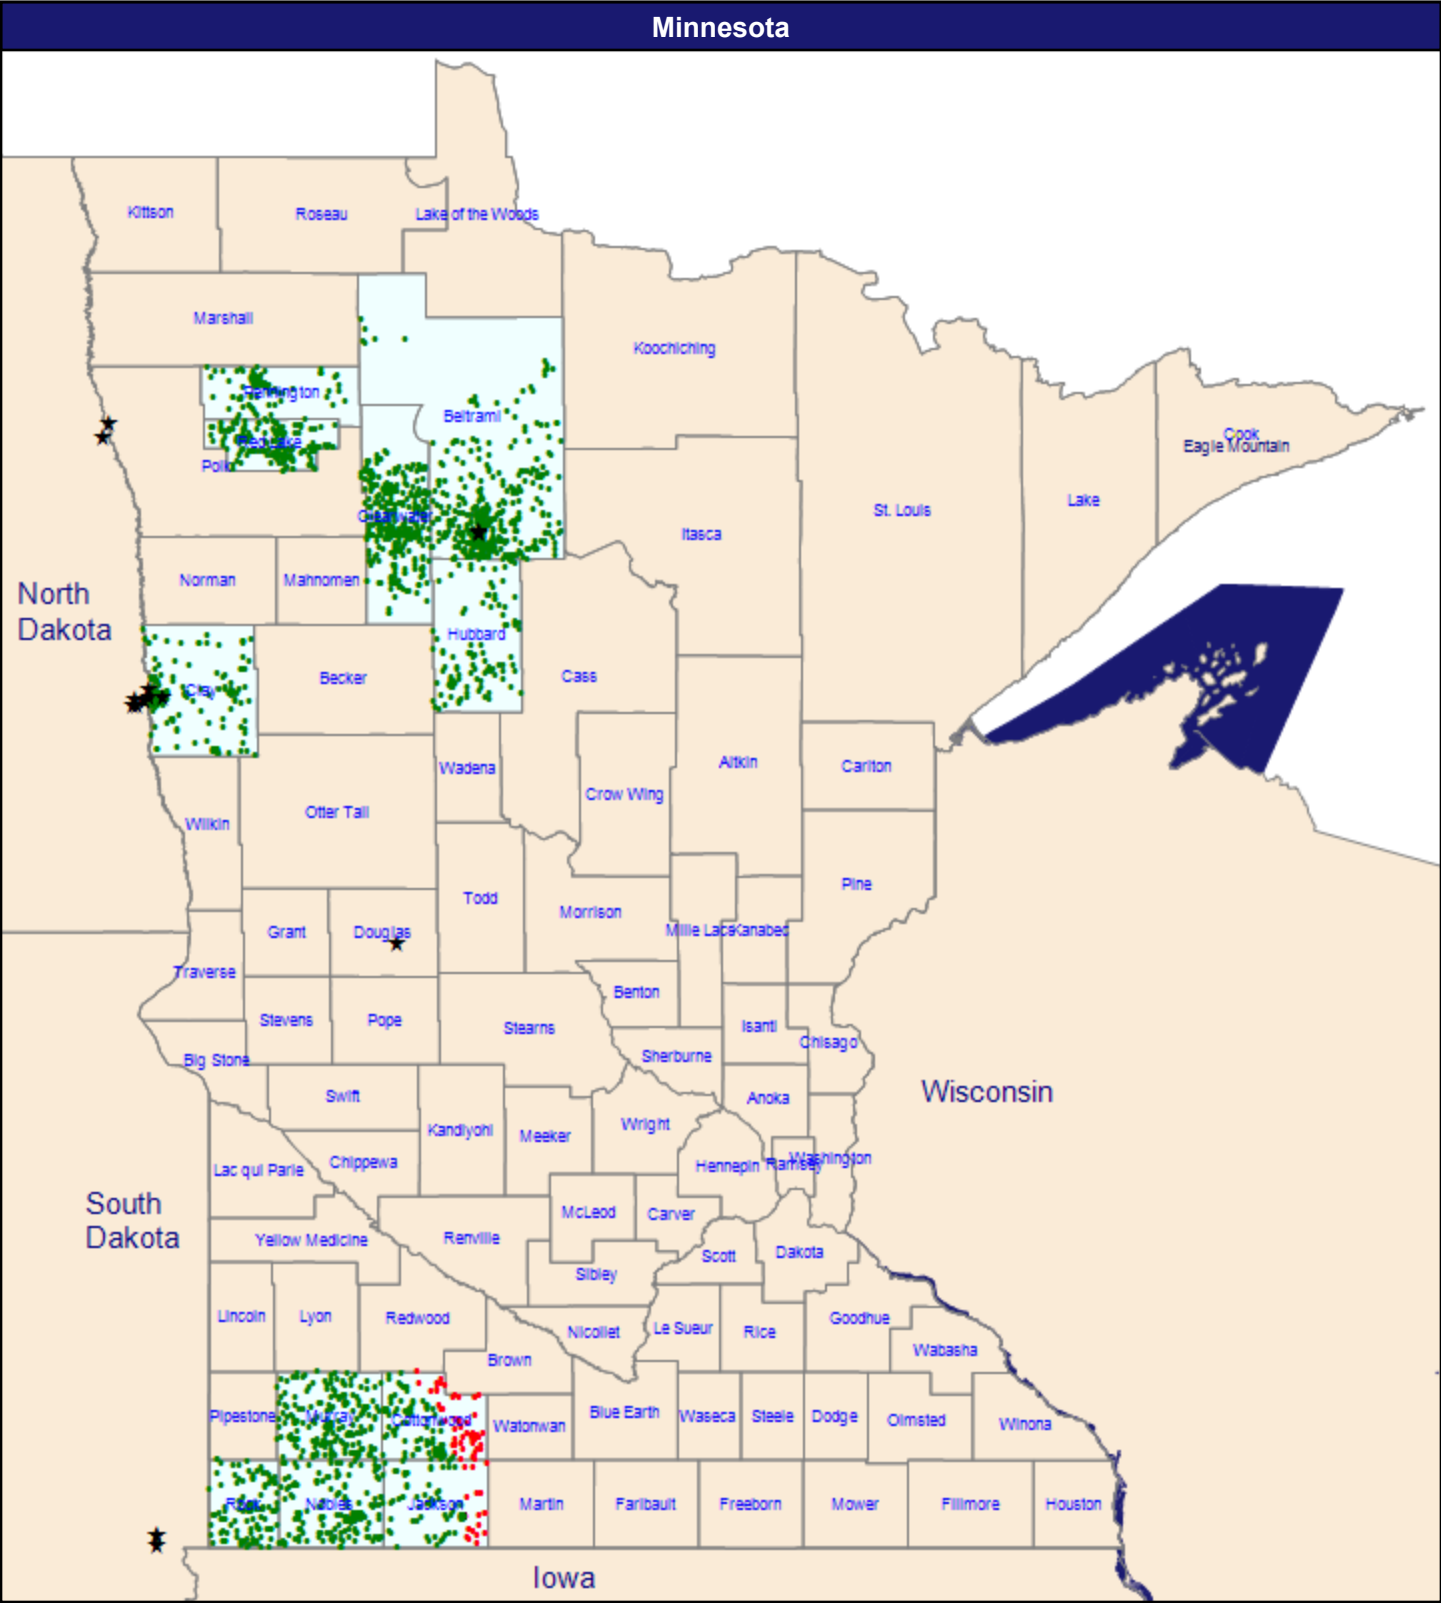 Minnesota
Kittson
Roseau
Lake of the Woods
Marshall
Koochiching
Pennington
Beltrami
Red Lake
Polk
Cook
Eagle Mountain
Clearwater
St. Louis
Lake
Itasca
North
Dakota
Norman
Mahnomen
Hubbard
Clay
Becker
Cass
Wadena
Aitkin
Carlton
Crow Wing
Otter Tail
Wilkin
Pine
Todd
Morrison
Grant
Douglas
Mille Lacs
Kanabec
Traverse
Benton
Stevens
Pope
Stearns
Isanti
Chisago
Big Stone
Sherburne
Swift
Anoka
Wisconsin
Kandiyohi
Meeker
Wright
Lac qui Parle
Chippewa
Hennepin
Ramsey
Washington
South
Dakota
McLeod
Carver
Yellow Medicine
Renville
Scott
Dakota
Sibley
Lincoln
Lyon
Redwood
Nicollet
Le Sueur
Rice
Goodhue
Wabasha
Brown
Pipestone
Murray
Cottonwood
Watonwan
Blue Earth
Waseca
Steele
Dodge
Olmsted
Winona
Rock
Nobles
Jackson
Martin
Faribault
Freeborn
Mower
Fillmore
Houston
Iowa